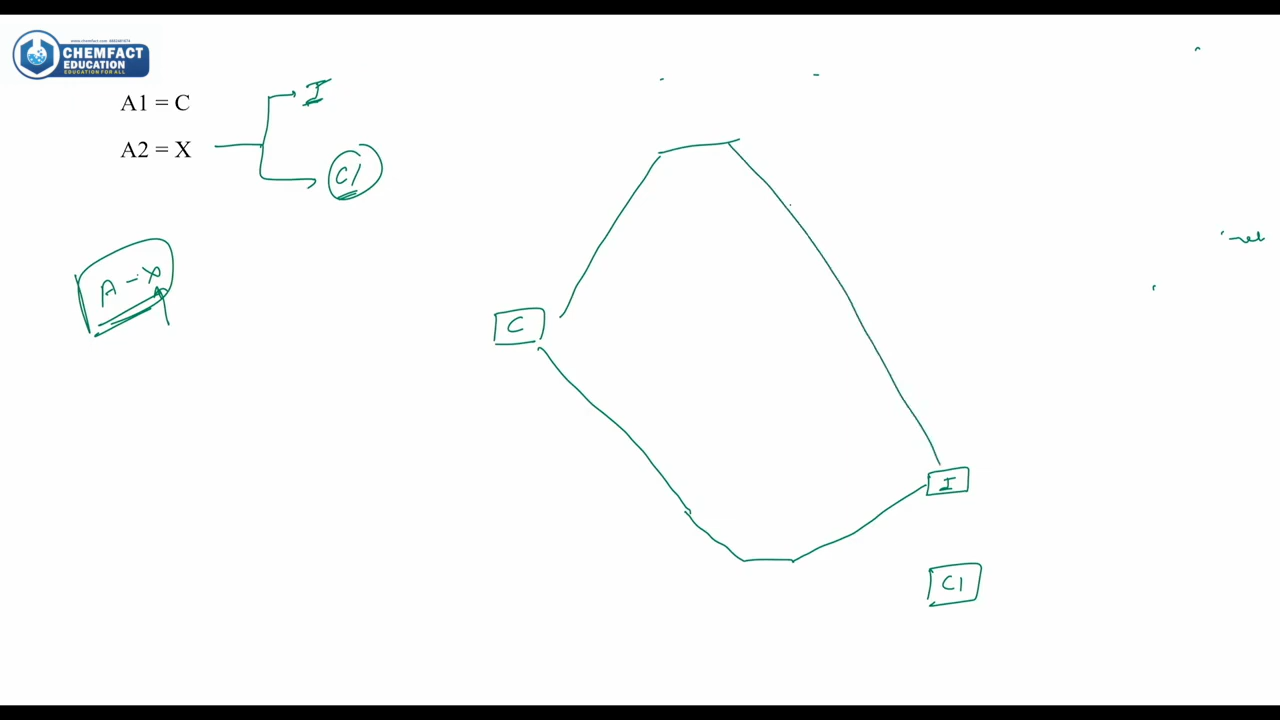 CHEMFACT
EDUCATION
EDUCATION FOR ALL
I
A1 = C
A2 = X
Cl
A - X
C
I
Cl